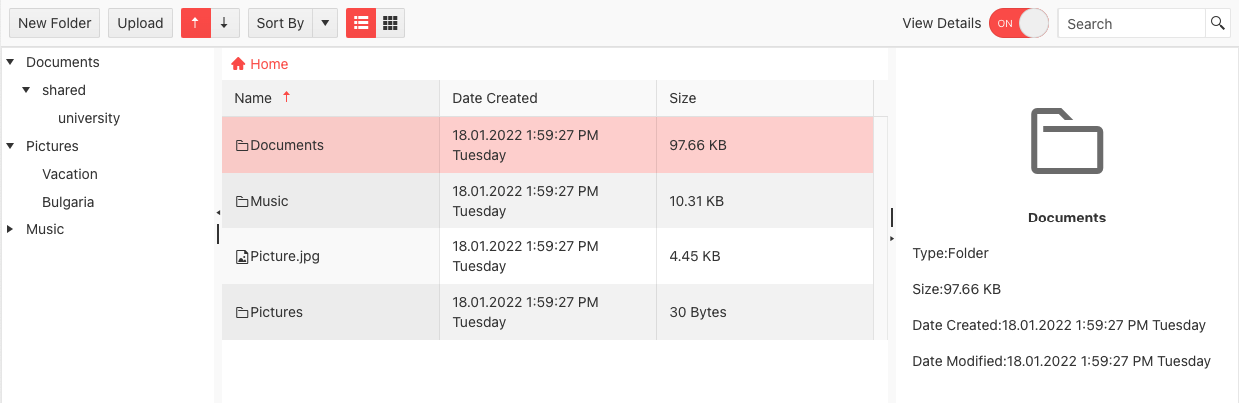 New Folder Upload Sort By View Details ON Search
Documents
shared
university
Pictures
Vacation
Bulgaria
Music
Home
Name Date Created Size
Documents 18.01.2022 1:59:27 PM Tuesday 97.66 KB
Music 18.01.2022 1:59:27 PM Tuesday 10.31 KB
Picture.jpg 18.01.2022 1:59:27 PM Tuesday 4.45 KB
Pictures 18.01.2022 1:59:27 PM Tuesday 30 Bytes
Documents
Type:Folder
Size:97.66 KB
Date Created:18.01.2022 1:59:27 PM Tuesday
Date Modified:18.01.2022 1:59:27 PM Tuesday